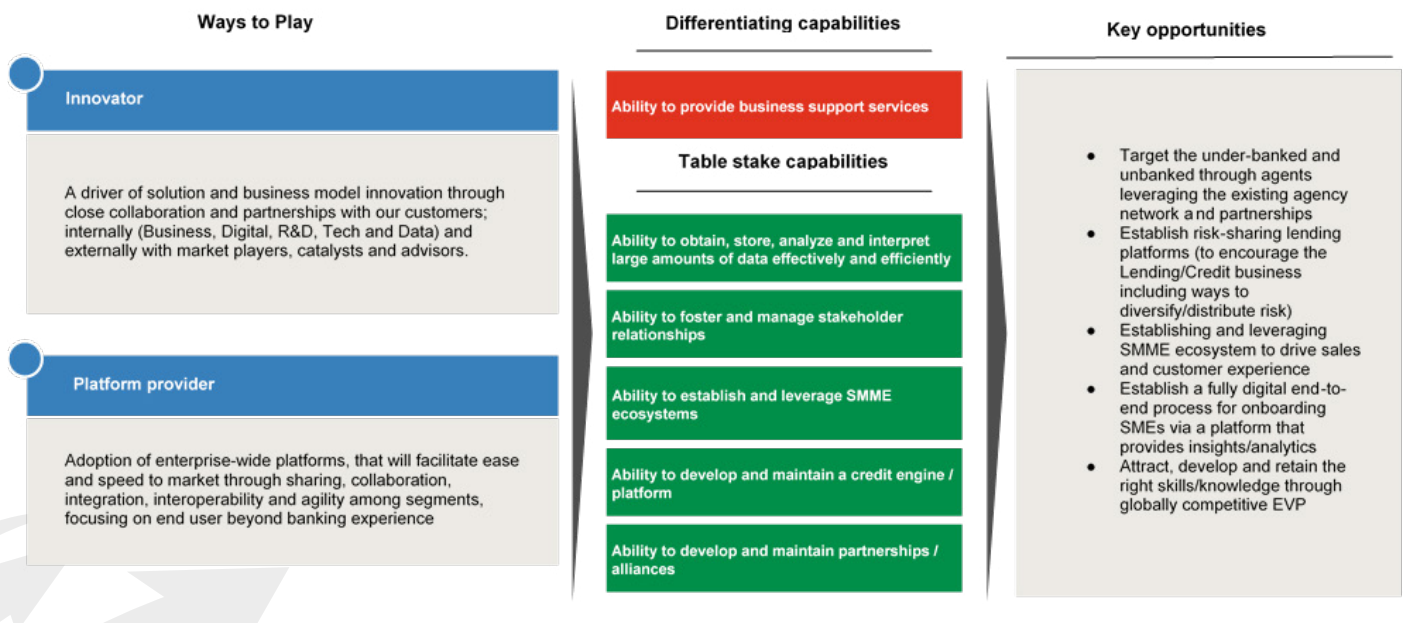 Ways to Play
Innovator
A driver of solution and business model innovation through
close collaboration and partnerships with our customers;
internally (Business, Digital, R&D, Tech and Data) and
externally with market players, catalysts and advisors.
Platform provider
Adoption of enterprise-wide platforms, that will facilitate ease
and speed to market through sharing, collaboration,
integration, interoperability and agility among segments,
focusing on end user beyond banking experience
Differentiating capabilities
Ability to provide business support services
Table stake capabilities
Ability to obtain, store, analyze and interpret
large amounts of data effectively and efficiently
Ability to foster and manage stakeholder
relationships
Ability to establish and leverage SMME
ecosystems
Ability to develop and maintain a credit engine /
platform
Ability to develop and maintain partnerships /
alliances
Key opportunities
● Target the under-banked and
unbanked through agents
leveraging the existing agency
network and partnerships
● Establish risk-sharing lending
platforms (to encourage the
Lending/Credit business
including ways to
diversify/distribute risk)
● Establishing and leveraging
SMME ecosystem to drive sales
and customer experience
● Establish a fully digital end-to-
end process for onboarding
SMEs via a platform that
provides insights/analytics
● Attract, develop and retain the
right skills/knowledge through
globally competitive EVP